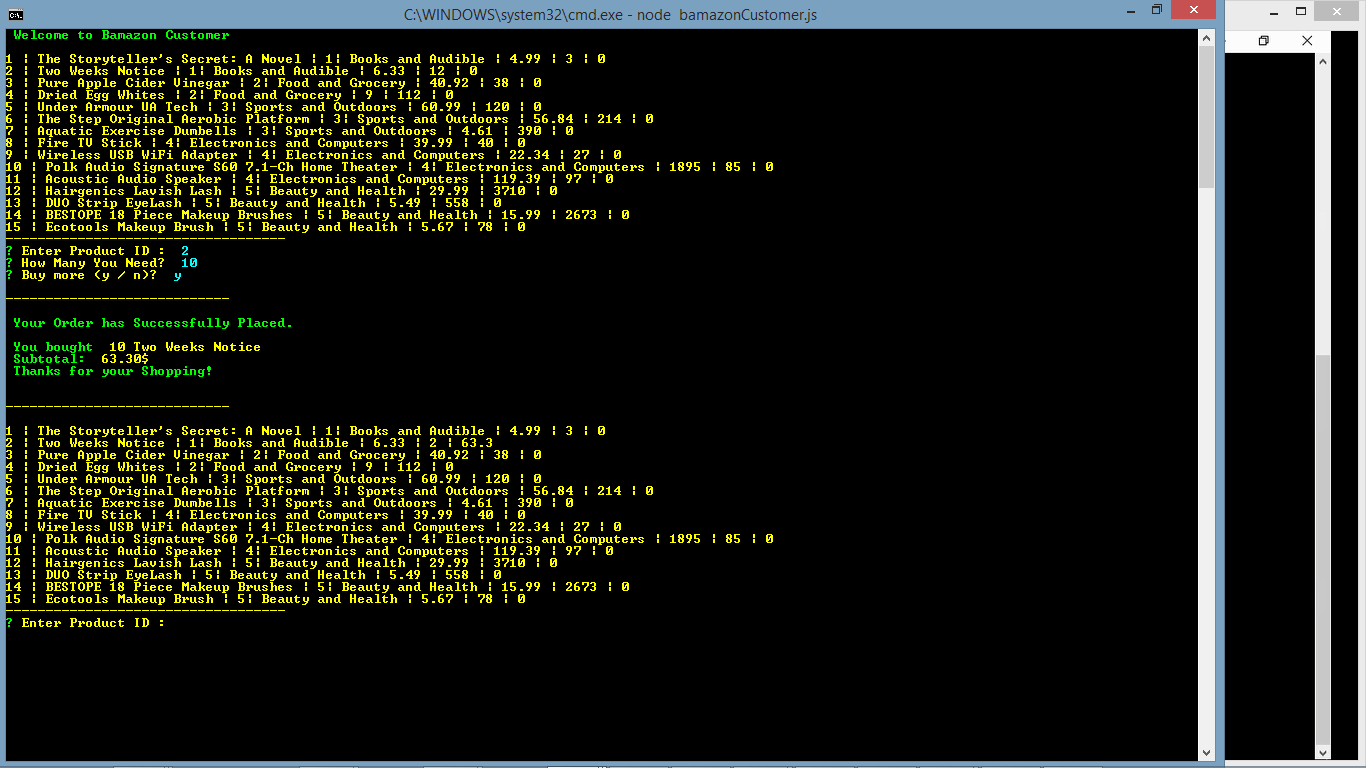 C:\WINDOWS\system32\cmd.exe - node  bamazonCustomer.js
Welcome to Bamazon Customer
1 | The Storyteller's Secret: A Novel | 1| Books and Audible | 4.99 | 3 | 0
2 | Two Weeks Notice | 1| Books and Audible | 6.33 | 12 | 0
3 | Pure Apple Cider Vinegar | 2| Food and Grocery | 40.92 | 38 | 0
4 | Dried Egg Whites | 2| Food and Grocery | 9 | 112 | 0
5 | Under Armour UA Tech | 3| Sports and Outdoors | 60.99 | 120 | 0
6 | The Step Original Aerobic Platform | 3| Sports and Outdoors | 56.84 | 214 | 0
7 | Aquatic Exercise Dumbells | 3| Sports and Outdoors | 4.61 | 390 | 0
8 | Fire TV Stick | 4| Electronics and Computers | 39.99 | 40 | 0
9 | Wireless USB WiFi Adapter | 4| Electronics and Computers | 22.34 | 27 | 0
10 | Polk Audio Signature S60 7.1-Ch Home Theater | 4| Electronics and Computers | 1895 | 85 | 0
11 | Acoustic Audio Speaker | 4| Electronics and Computers | 119.39 | 97 | 0
12 | Hairgenics Lavish Lash | 5| Beauty and Health | 29.99 | 3710 | 0
13 | DUO Strip EyeLash | 5| Beauty and Health | 5.49 | 558 | 0
14 | BESTOPE 18 Piece Makeup Brushes | 5| Beauty and Health | 15.99 | 2673 | 0
15 | Ecotools Makeup Brush | 5| Beauty and Health | 5.67 | 78 | 0
-----------------------------------
? Enter Product ID :  2
? How Many You Need?  10
? Buy more (y / n)?  y
----------------------------
Your Order has Successfully Placed.
You bought  10 Two Weeks Notice
Subtotal:  63.30$
Thanks for your Shopping!
----------------------------
1 | The Storyteller's Secret: A Novel | 1| Books and Audible | 4.99 | 3 | 0
2 | Two Weeks Notice | 1| Books and Audible | 6.33 | 2 | 63.3
3 | Pure Apple Cider Vinegar | 2| Food and Grocery | 40.92 | 38 | 0
4 | Dried Egg Whites | 2| Food and Grocery | 9 | 112 | 0
5 | Under Armour UA Tech | 3| Sports and Outdoors | 60.99 | 120 | 0
6 | The Step Original Aerobic Platform | 3| Sports and Outdoors | 56.84 | 214 | 0
7 | Aquatic Exercise Dumbells | 3| Sports and Outdoors | 4.61 | 390 | 0
8 | Fire TV Stick | 4| Electronics and Computers | 39.99 | 40 | 0
9 | Wireless USB WiFi Adapter | 4| Electronics and Computers | 22.34 | 27 | 0
10 | Polk Audio Signature S60 7.1-Ch Home Theater | 4| Electronics and Computers | 1895 | 85 | 0
11 | Acoustic Audio Speaker | 4| Electronics and Computers | 119.39 | 97 | 0
12 | Hairgenics Lavish Lash | 5| Beauty and Health | 29.99 | 3710 | 0
13 | DUO Strip EyeLash | 5| Beauty and Health | 5.49 | 558 | 0
14 | BESTOPE 18 Piece Makeup Brushes | 5| Beauty and Health | 15.99 | 2673 | 0
15 | Ecotools Makeup Brush | 5| Beauty and Health | 5.67 | 78 | 0
-----------------------------------
? Enter Product ID :